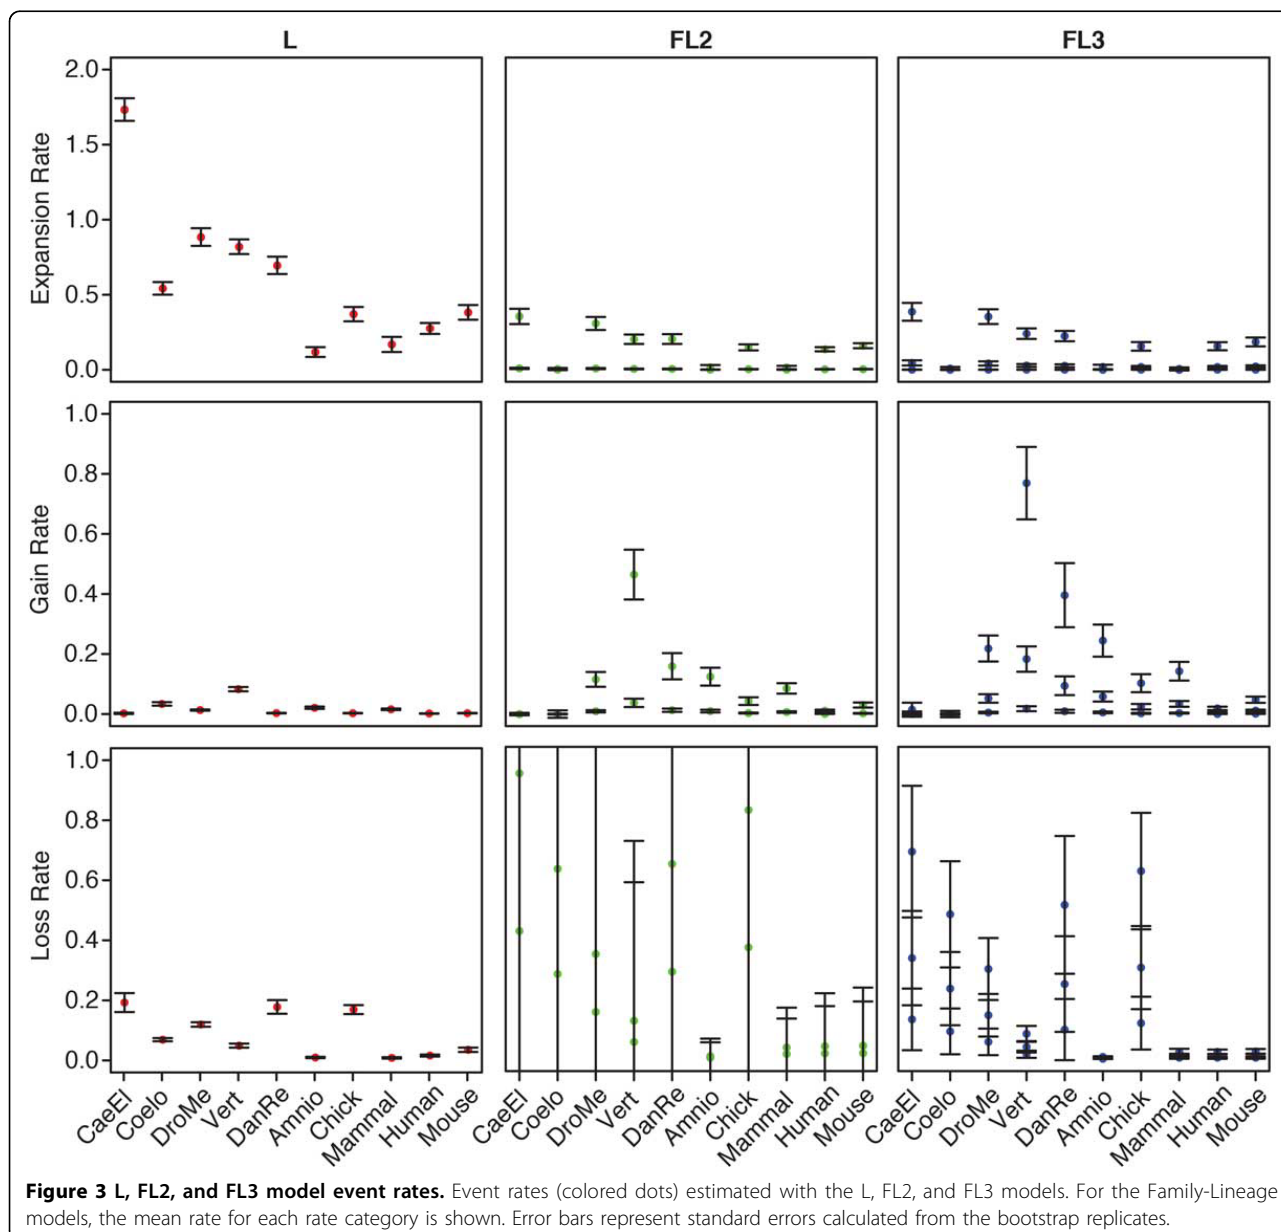 L FL2 FL3
Expansion Rate
2.0
1.5
1.0
0.5
0.0
Gain Rate
1.0
0.8
0.6
0.4
0.2
0.0
Loss Rate
1.0
0.8
0.6
0.4
0.2
0.0
CaeEl Coelo DroMe Vert DanRe Amnio Chick Mammal Human Mouse
CaeEl Coelo DroMe Vert DanRe Amnio Chick Mammal Human Mouse
CaeEl Coelo DroMe Vert DanRe Amnio Chick Mammal Human Mouse
Figure 3 L, FL2, and FL3 model event rates. Event rates (colored dots) estimated with the L, FL2, and FL3 models. For the Family-Lineage
models, the mean rate for each rate category is shown. Error bars represent standard errors calculated from the bootstrap replicates.